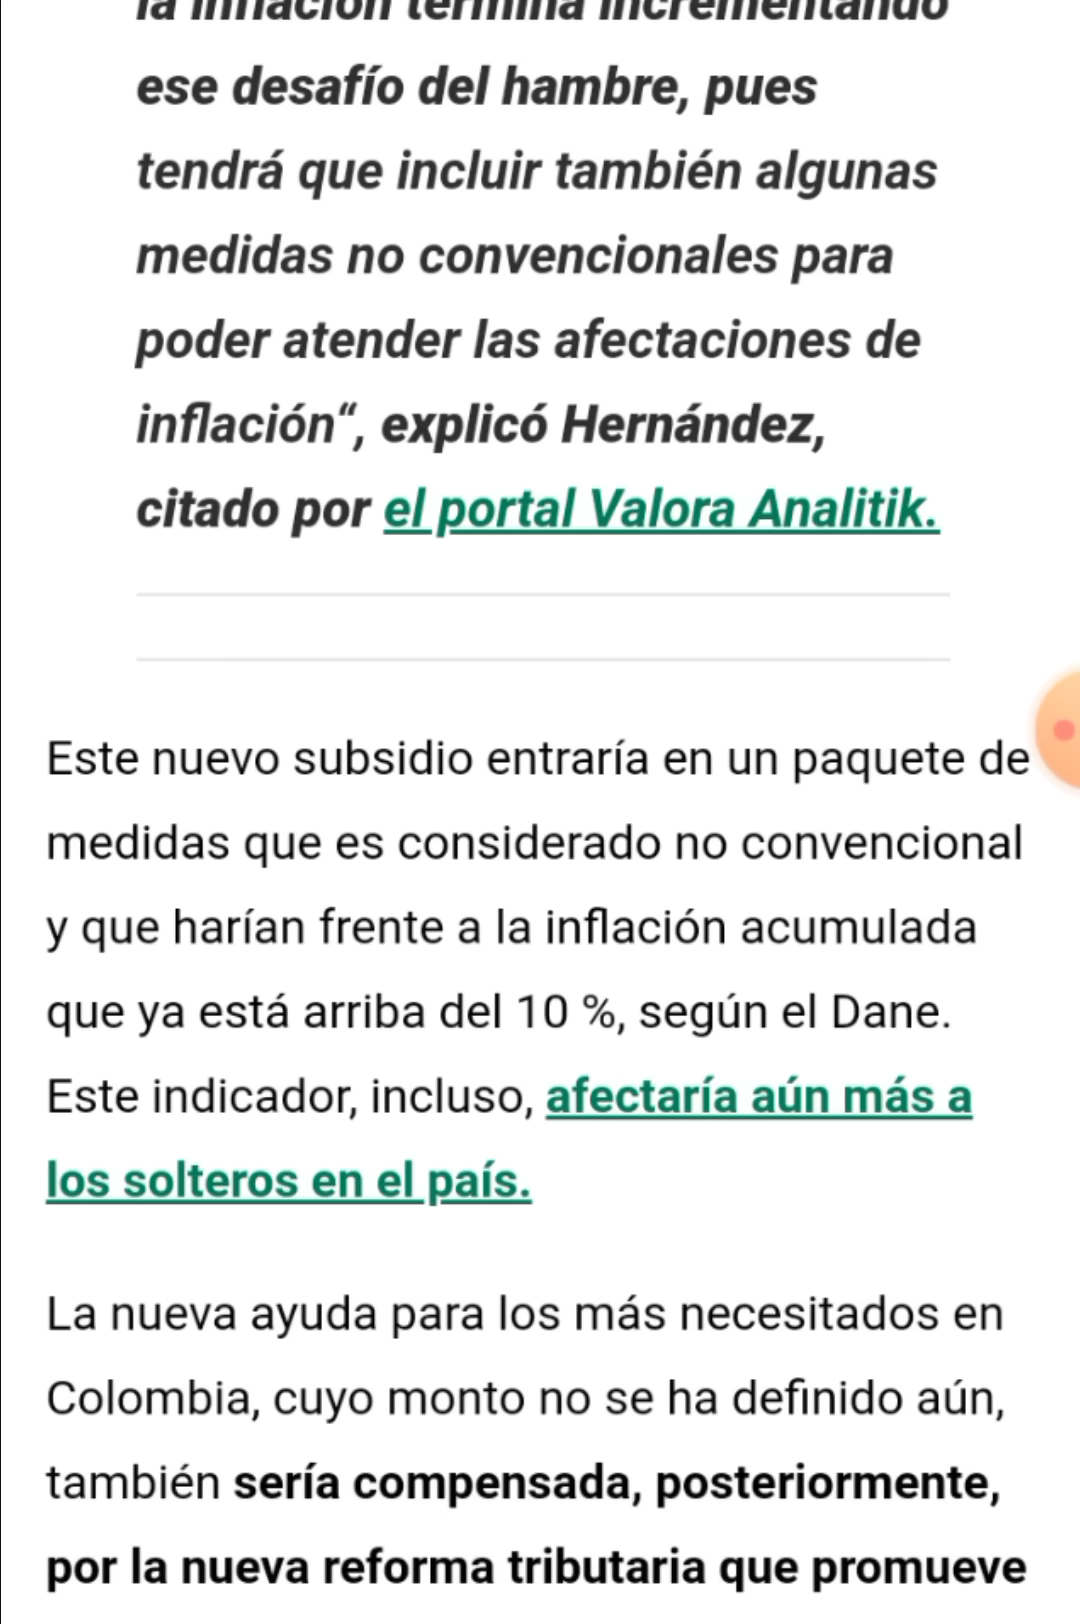 la inflación termina incrementando
ese desafío del hambre, pues
tendrá que incluir también algunas
medidas no convencionales para
poder atender las afectaciones de
inflación“, explicó Hernández,
citado por el portal Valora Analitik.
Este nuevo subsidio entraría en un paquete de
medidas que es considerado no convencional
y que harían frente a la inflación acumulada
que ya está arriba del 10 %, según el Dane.
Este indicador, incluso, afectaría aún más a
los solteros en el país.
La nueva ayuda para los más necesitados en
Colombia, cuyo monto no se ha definido aún,
también sería compensada, posteriormente,
por la nueva reforma tributaria que promueve